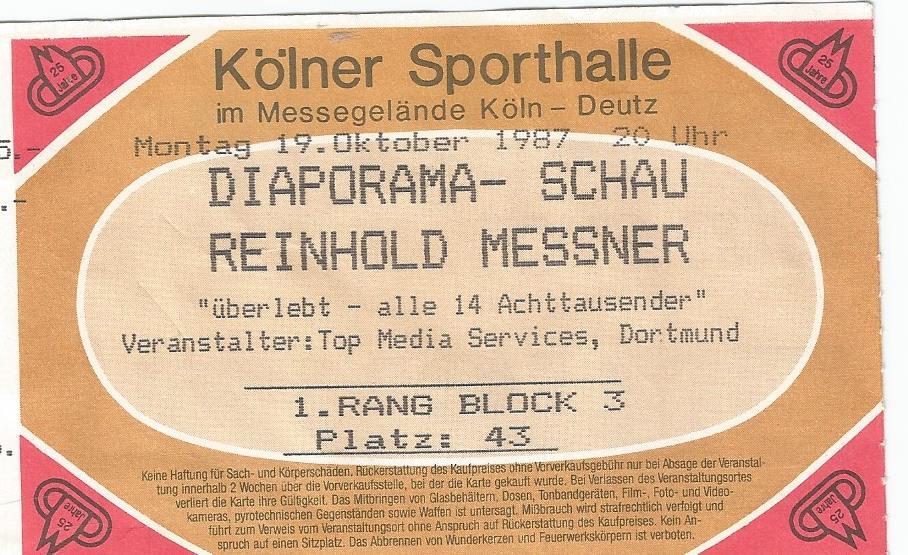 25 Jahre
25 Jahre
Kölner Sporthalle
im Messegelände Köln – Deutz
Montag 19.Oktober 1987 20 Uhr
5.-
.-
DIAPORAMA- SCHAU
REINHOLD MESSNER
"überlebt - alle 14 Achttausender"
Veranstalter:Top Media Services, Dortmund
1.RANG BLOCK 3
Platz: 43
Keine Haftung für Sach- und Körperschäden. Rückerstattung des Kaufpreises ohne Vorverkaufsgebühr nur bei Absage der Veranstal-
tung innerhalb 2 Wochen über die Vorverkaufsstelle, bei der die Karte gekauft wurde. Bei Verlassen des Veranstaltungsortes
verliert die Karte ihre Gültigkeit. Das Mitbringen von Glasbehältern, Dosen, Tonbandgeräten, Film-, Foto- und Video-
kameras, pyrotechnischen Gegenständen sowie Waffen ist untersagt. Mißbrauch wird strafrechtlich verfolgt und
führt zum Verweis vom Veranstaltungsort ohne Anspruch auf Rückerstattung des Kaufpreises. Kein An-
spruch auf einen Sitzplatz. Das Abbrennen von Wunderkerzen und Feuerwerkskörpern ist verboten.
25 Jahre
25 Jahre